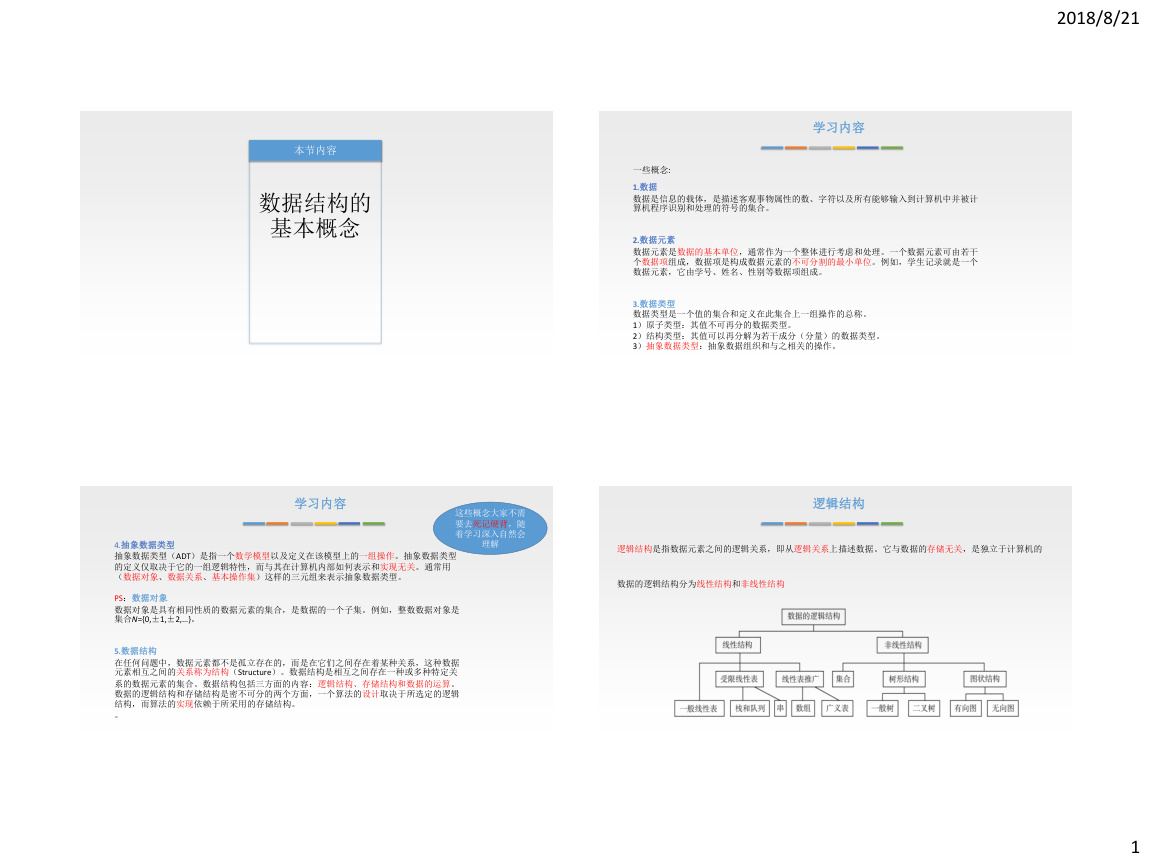 2018/8/21
本节内容
数据结构的
基本概念
学习内容
一些概念:
1.数据
数据是信息的载体，是描述客观事物属性的数、字符以及所有能够输入到计算机中并被计
算机程序识别和处理的符号的集合。
2.数据元素
数据元素是数据的基本单位，通常作为一个整体进行考虑和处理。一个数据元素可由若干
个数据项组成，数据项是构成数据元素的不可分割的最小单位。例如，学生记录就是一个
数据元素，它由学号、姓名、性别等数据项组成。
3.数据类型
数据类型是一个值的集合和定义在此集合上一组操作的总称。
1）原子类型：其值不可再分的数据类型。
2）结构类型：其值可以再分解为若干成分（分量）的数据类型。
3）抽象数据类型：抽象数据组织和与之相关的操作。
学习内容
这些概念大家不需
要去死记硬背，随
着学习深入自然会
理解
4.抽象数据类型
抽象数据类型（ADT）是指一个数学模型以及定义在该模型上的一组操作。抽象数据类型
的定义仅取决于它的一组逻辑特性，而与其在计算机内部如何表示和实现无关。通常用
（数据对象、数据关系、基本操作集）这样的三元组来表示抽象数据类型。
PS：数据对象
数据对象是具有相同性质的数据元素的集合，是数据的一个子集。例如，整数数据对象是
集合N={0,±1,±2,…}。
5.数据结构
在任何问题中，数据元素都不是孤立存在的，而是在它们之间存在着某种关系，这种数据
元素相互之间的关系称为结构（Structure）。数据结构是相互之间存在一种或多种特定关
系的数据元素的集合。数据结构包括三方面的内容：逻辑结构、存储结构和数据的运算。
数据的逻辑结构和存储结构是密不可分的两个方面，一个算法的设计取决于所选定的逻辑
结构，而算法的实现依赖于所采用的存储结构。
逻辑结构
逻辑结构是指数据元素之间的逻辑关系，即从逻辑关系上描述数据。它与数据的存储无关，是独立于计算机的
数据的逻辑结构分为线性结构和非线性结构
数据的逻辑结构
线性结构 非线性结构
受限线性表 线性表推广 集合 树形结构 图状结构
一般线性表 栈和队列 串 数组 广义表 一般树 二叉树 有向图 无向图
1